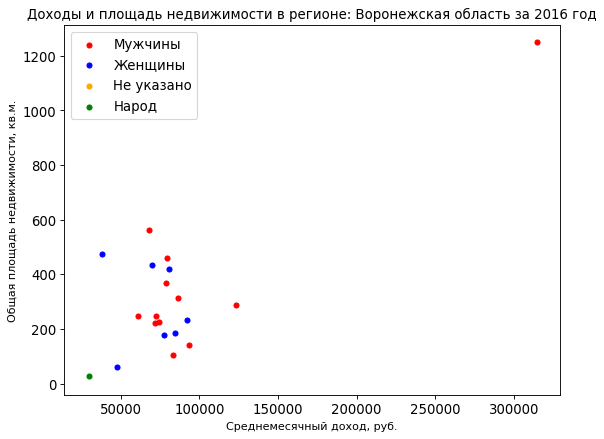 Доходы и площадь недвижимости в регионе: Воронежская область за 2016 год
Мужчины
Женщины
Не указано
Народ
Общая площадь недвижимости, кв.м.
1200
1000
800
600
400
200
0
50000 100000 150000 200000 250000 300000
Среднемесячный доход, руб.